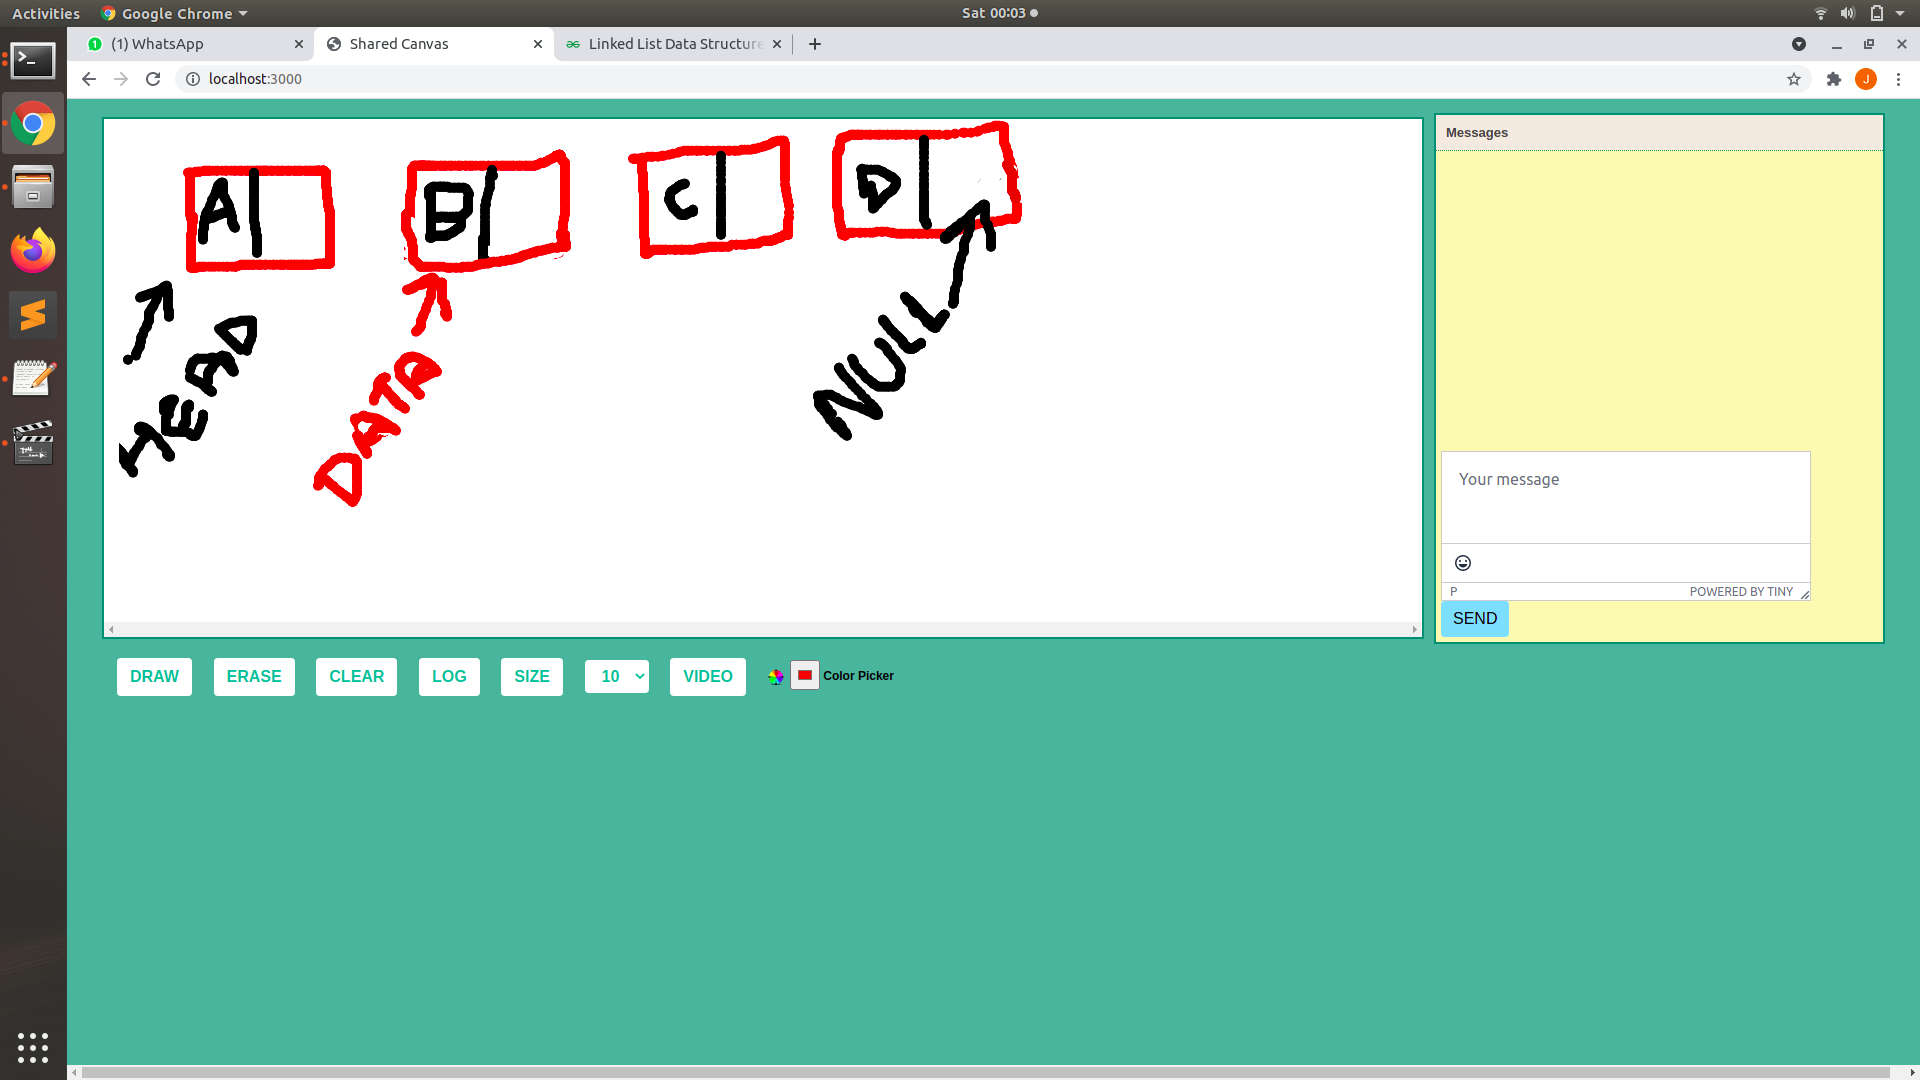 Activities
Google Chrome
Sat 00:03
(1) WhatsApp
Shared Canvas
Linked List Data Structure
localhost:3000
J
A
B
C
D
HEAD
DATA
NULL
Messages
Your message
P
POWERED BY TINY
SEND
DRAW
ERASE
CLEAR
LOG
SIZE
10
VIDEO
Color Picker